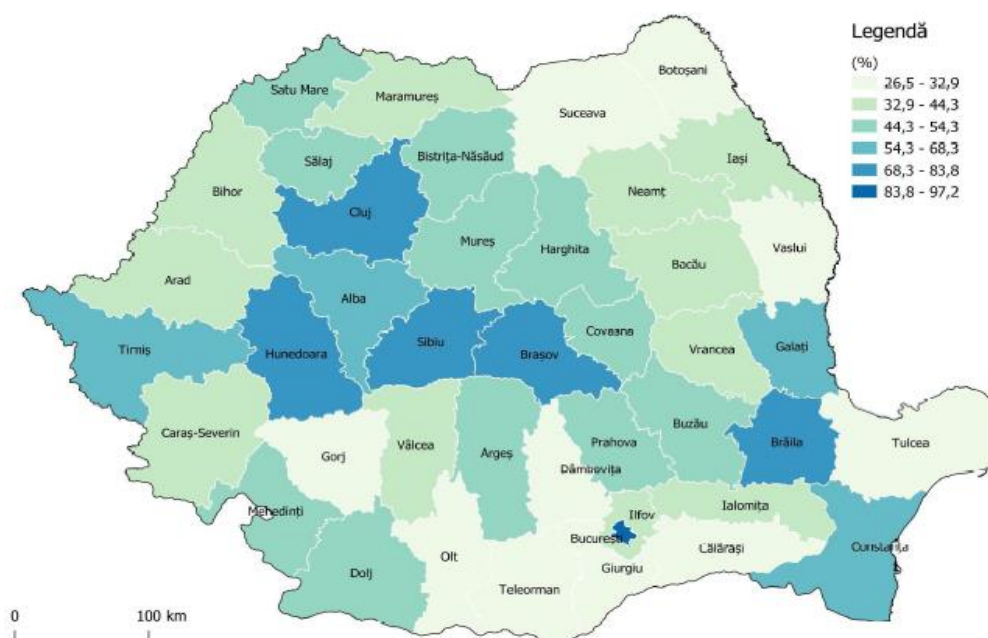 Legendă
(%)
26,5 - 32,9
32,9 - 44,3
44,3 - 54,3
54,3 - 68,3
68,3 - 83,8
83,8 - 97,2
Botoșani
Satu Mare
Maramureș
Suceava
Sălaj
Bistrița-Năsăud
Iași
Bihor
Neamț
Cluj
Mureș
Harghita
Vaslui
Bacău
Arad
Alba
Timiș
Hunedoara
Sibiu
Brașov
Covasna
Vrancea
Galați
Caraș-Severin
Gorj
Vâlcea
Argeș
Prahova
Buzău
Brăila
Tulcea
Dâmbovița
Mehedinți
Ilfov
Ialomița
București
Călărași
Constanța
Olt
Giurgiu
Dolj
Teleorman
0 100 km